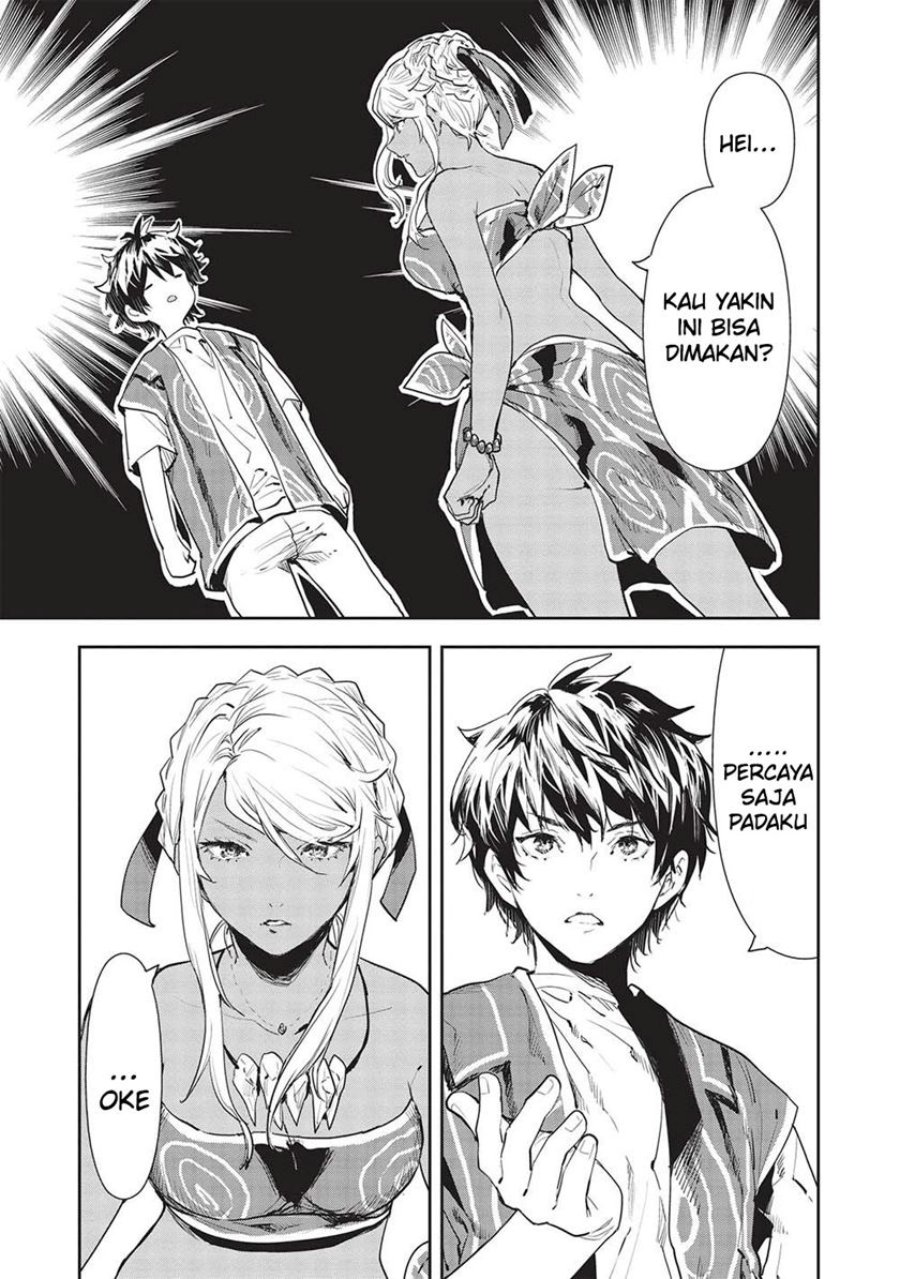 HEI...
KAU YAKIN
INI BISA
DIMAKAN?
.....
PERCAYA
SAJA
PADAKU
...
OKE